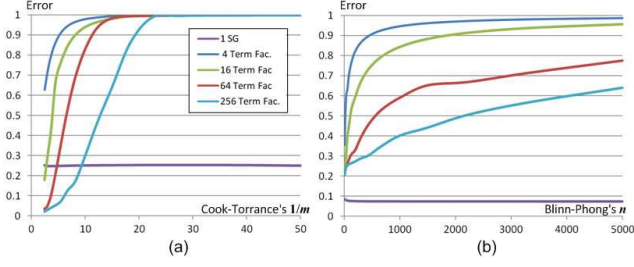 Error
1
0.9
0.8
0.7
0.6
0.5
0.4
0.3
0.2
0.1
0
0 10 20 30 40 50
1 SG
4 Term Fac.
16 Term Fac
64 Term Fac
256 Term Fac.
Cook-Torrance's 1/m
(a)
Error
1
0.9
0.8
0.7
0.6
0.5
0.4
0.3
0.2
0.1
0
0 1000 2000 3000 4000 5000
Blinn-Phong's n
(b)